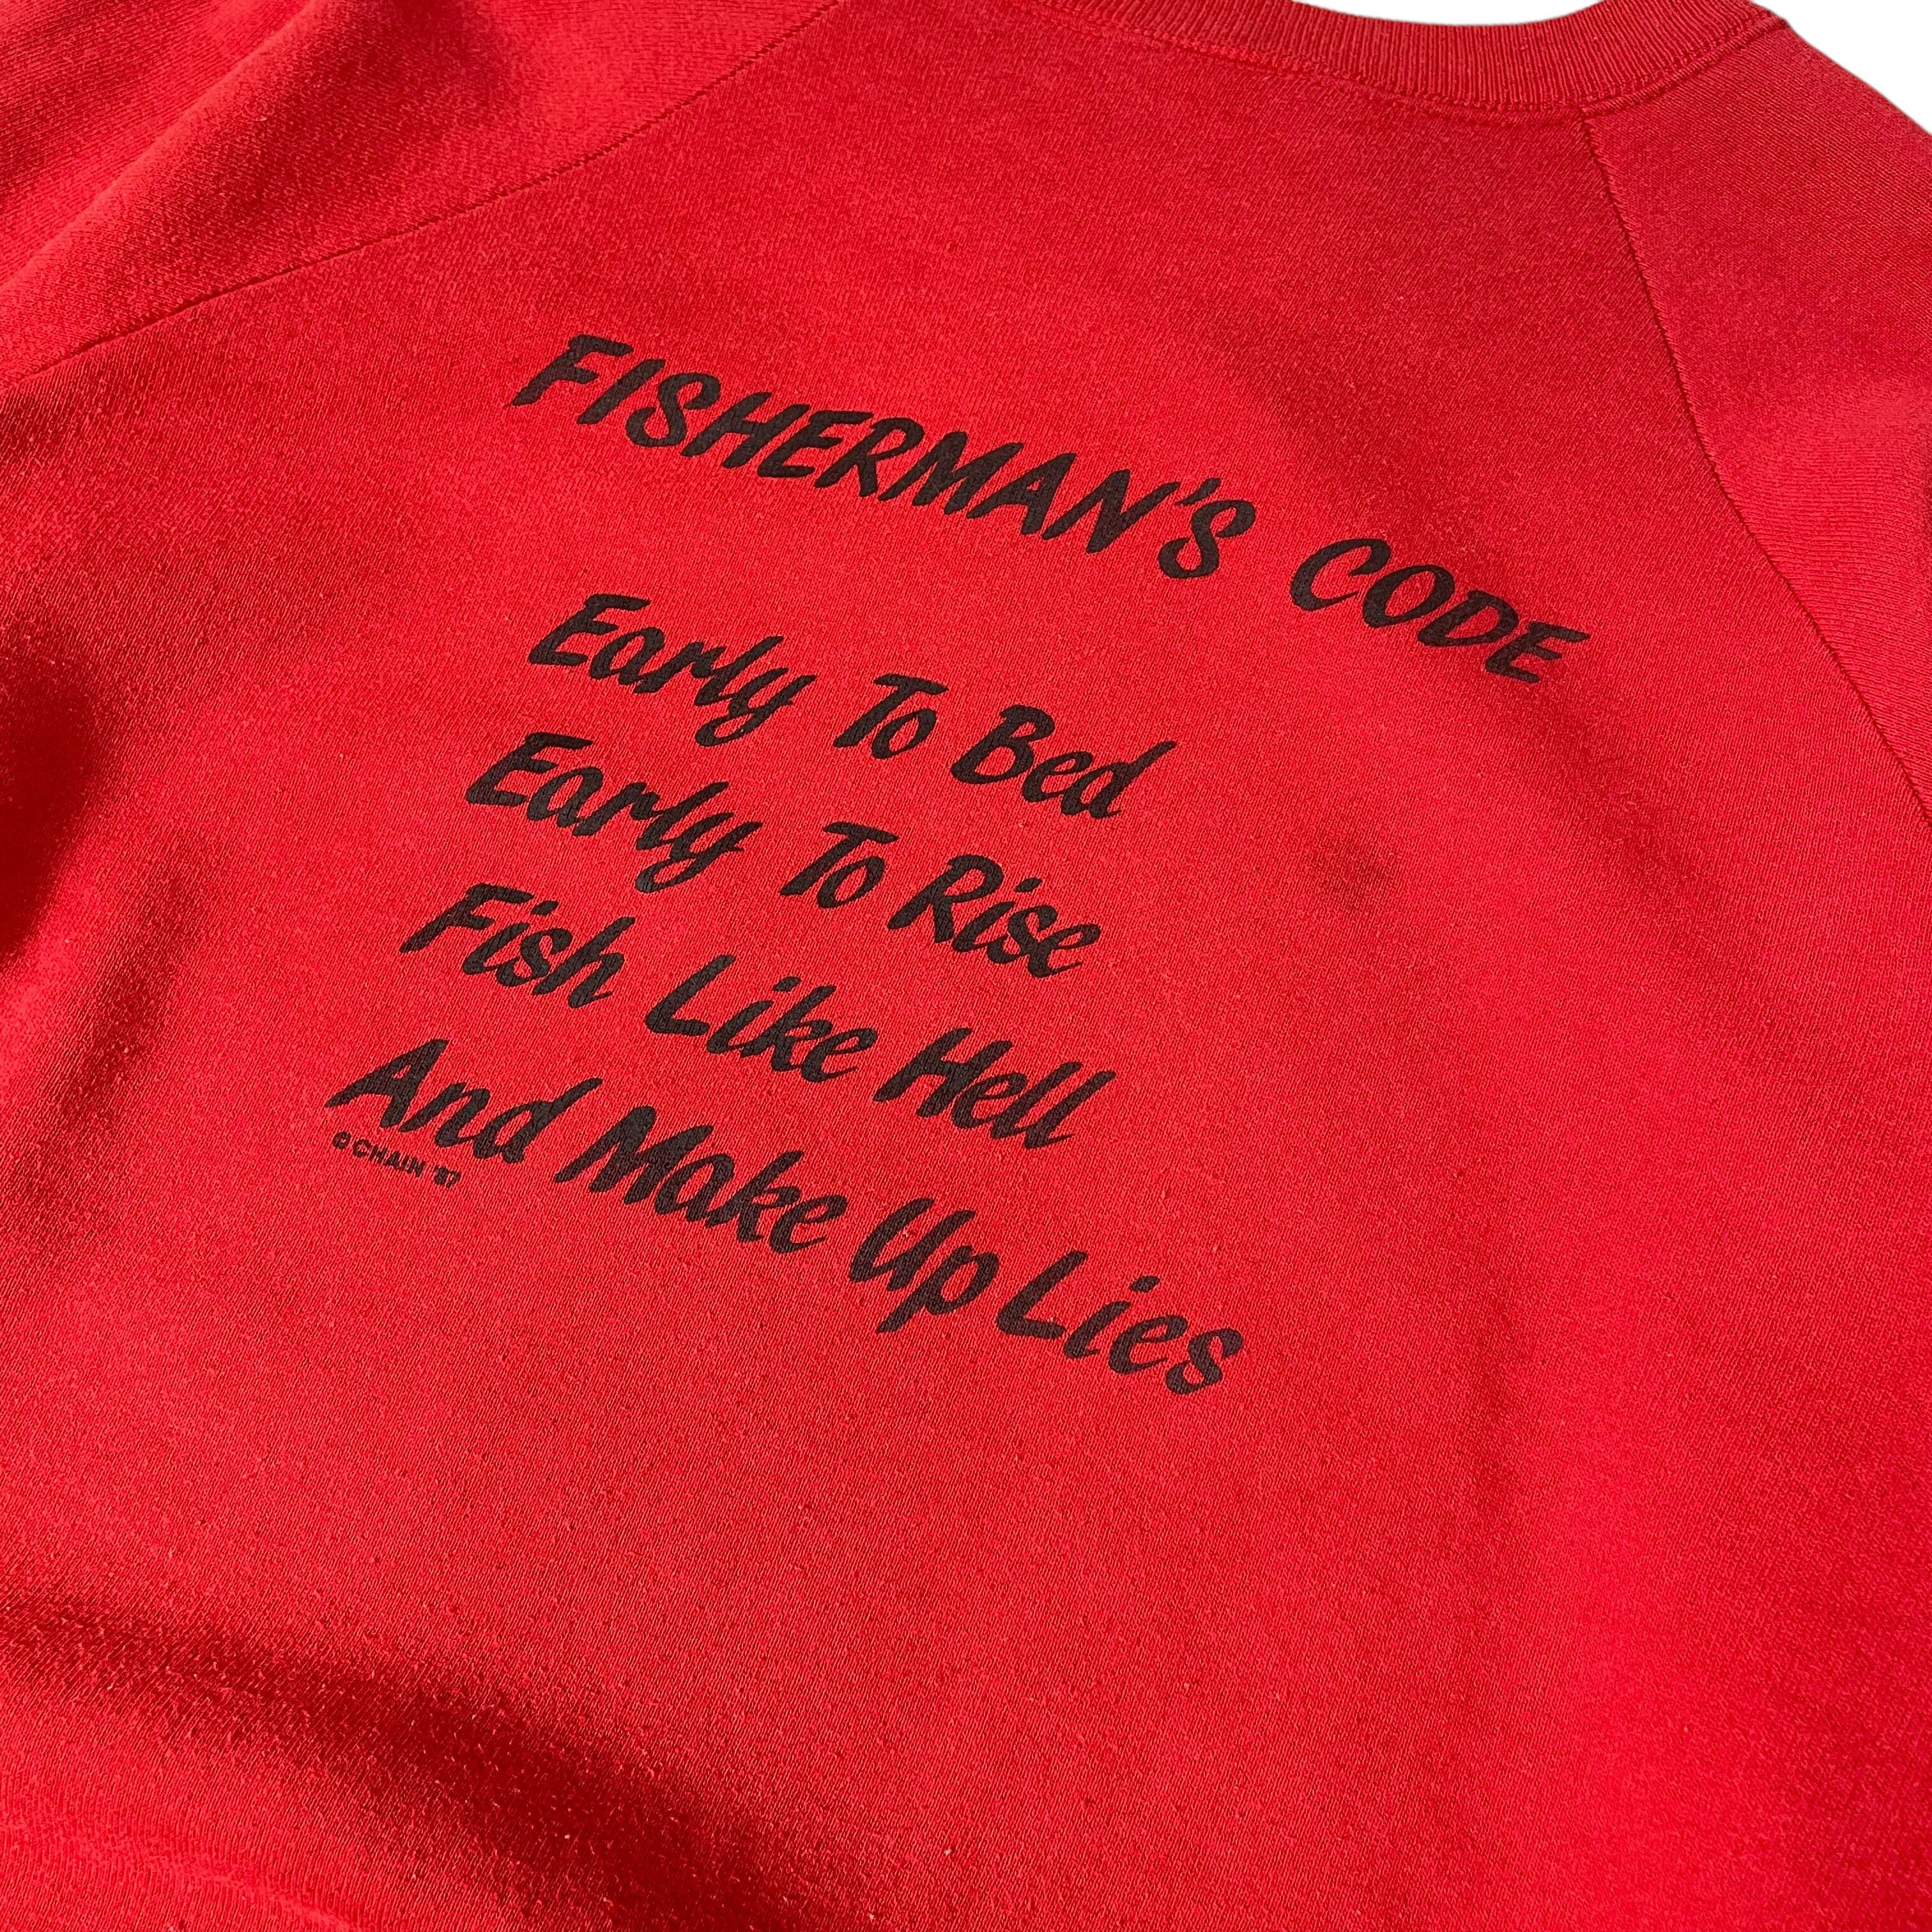 FISHERMAN'S CODE
Early To Bed
Early To Rise
Fish Like Hell
And Make Up Lies
© CHAIN '87